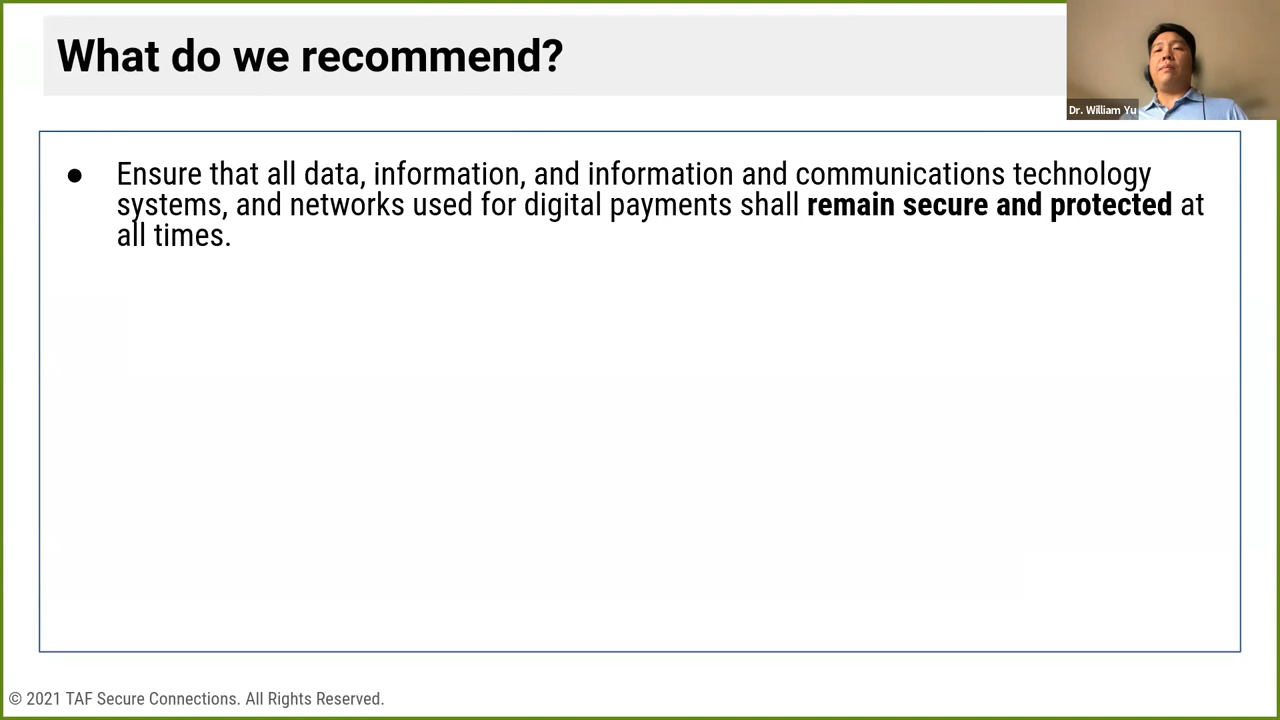 What do we recommend?
Dr. William Yu
● Ensure that all data, information, and information and communications technology
systems, and networks used for digital payments shall remain secure and protected at
all times.
© 2021 TAF Secure Connections. All Rights Reserved.